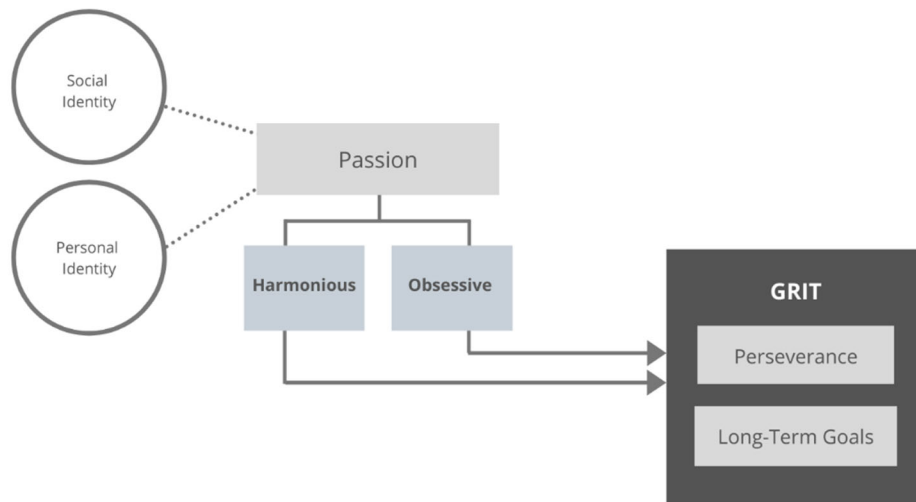 Social
Identity
Passion
Personal
Identity
Harmonious
Obsessive
GRIT
Perseverance
Long-Term Goals